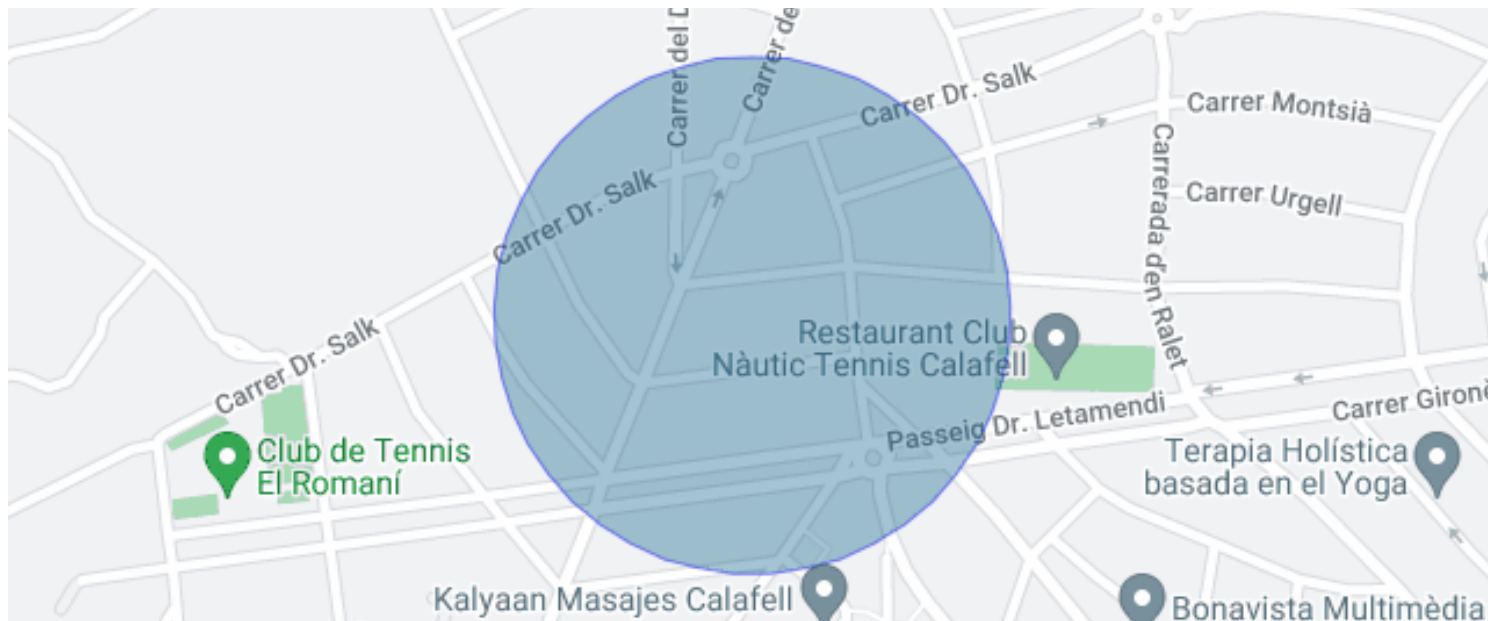 Carrer del D
Carrer de
Carrer Dr. Salk
Carrer Montsià
Carrerada d'en Ralet
Carrer Urgell
Carrer Dr. Salk
Carrer Dr. Salk
Restaurant Club
Nàutic Tennis Calafell
Passeig Dr. Letamendi
Carrer Gironè
Club de Tennis
El Romaní
Terapia Holística
basada en el Yoga
Kalyaan Masajes Calafell
Bonavista Multimèdia